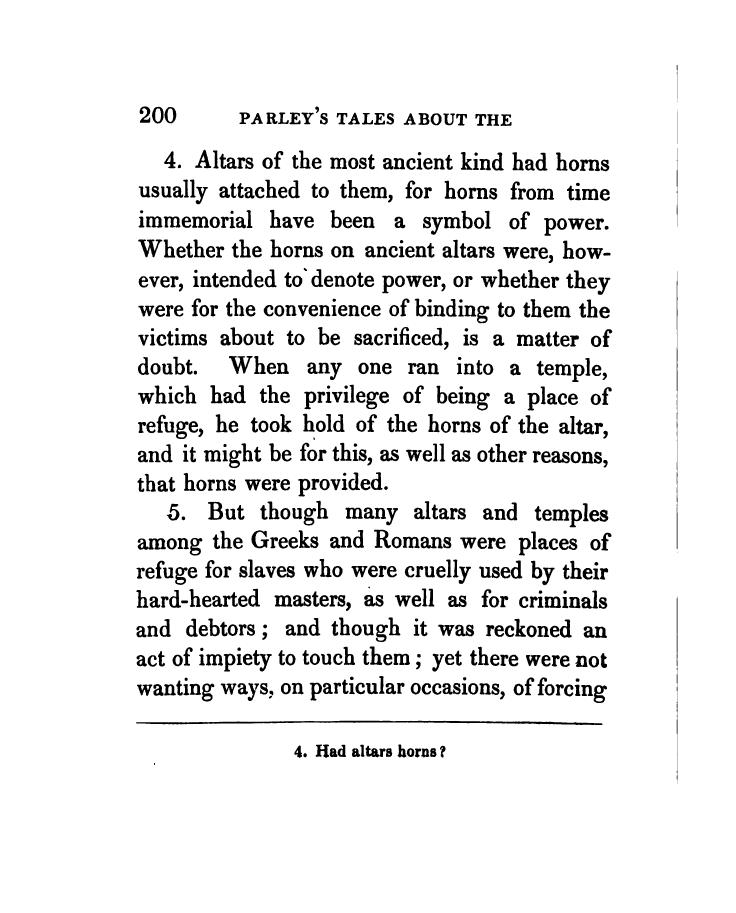 200 PARLEY'S TALES ABOUT THE
4. Altars of the most ancient kind had horns
usually attached to them, for horns from time
immemorial have been a symbol of power.
Whether the horns on ancient altars were, how-
ever, intended to denote power, or whether they
were for the convenience of binding to them the
victims about to be sacrificed, is a matter of
doubt. When any one ran into a temple,
which had the privilege of being a place of
refuge, he took hold of the horns of the altar,
and it might be for this, as well as other reasons,
that horns were provided.
5. But though many altars and temples
among the Greeks and Romans were places of
refuge for slaves who were cruelly used by their
hard-hearted masters, as well as for criminals
and debtors; and though it was reckoned an
act of impiety to touch them; yet there were not
wanting ways, on particular occasions, of forcing
4. Had altars horns?